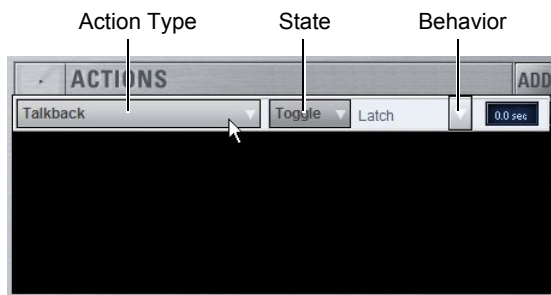 Action Type State Behavior
ACTIONS ADD
Talkback Toggle Latch 0.0 sec